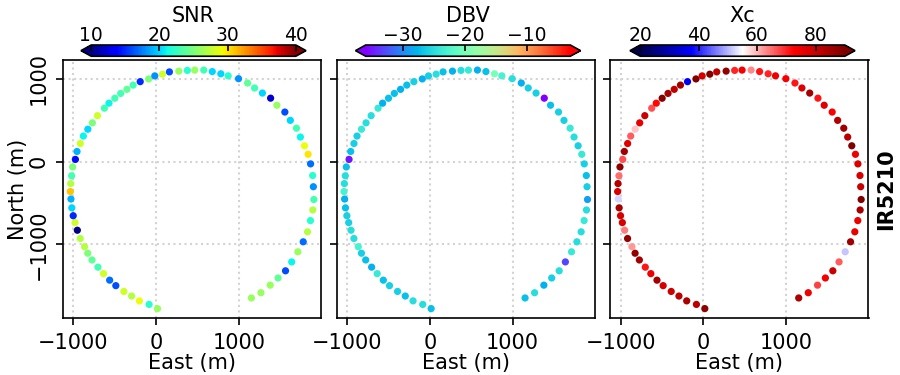 SNR
DBV
Xc
10 20 30 40
−30 −20 −10
20 40 60 80
1000
0
−1000
North (m)
IR5210
−1000 0 1000
−1000 0 1000
−1000 0 1000
East (m)
East (m)
East (m)